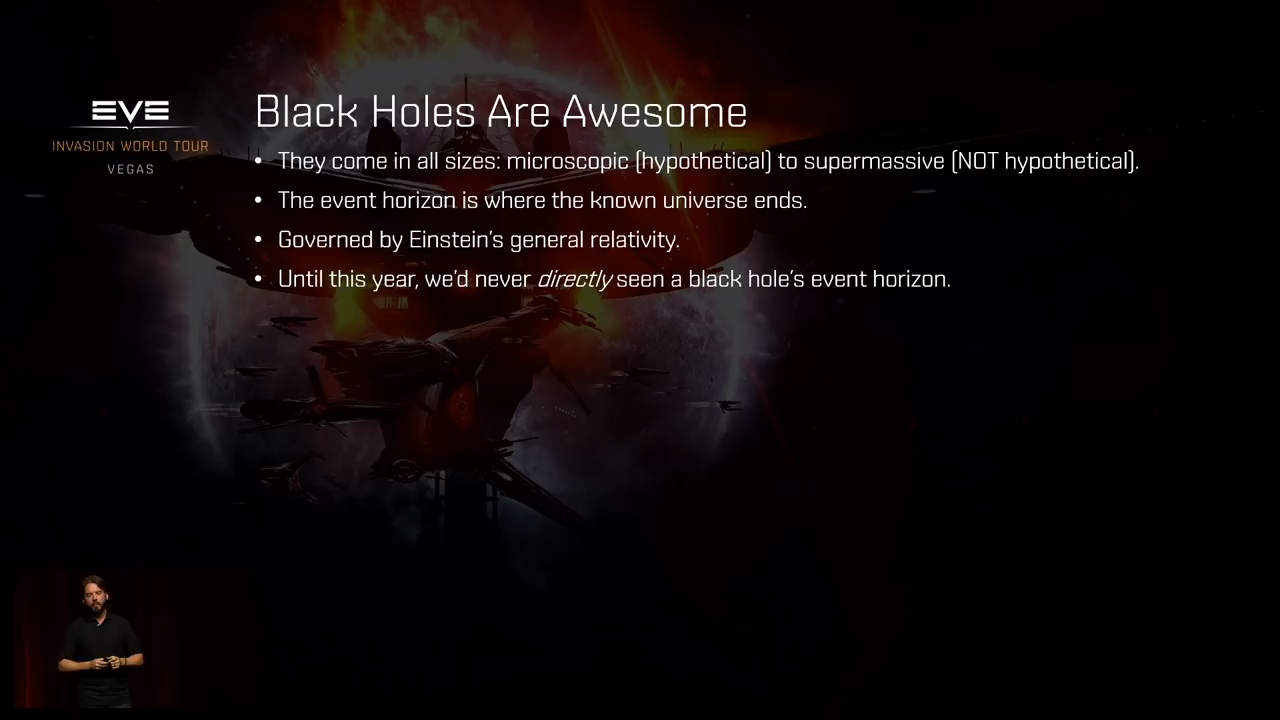 EVE
INVASION WORLD TOUR
VEGAS
Black Holes Are Awesome
• They come in all sizes: microscopic (hypothetical) to supermassive (NOT hypothetical).
• The event horizon is where the known universe ends.
• Governed by Einstein's general relativity.
• Until this year, we'd never directly seen a black hole's event horizon.